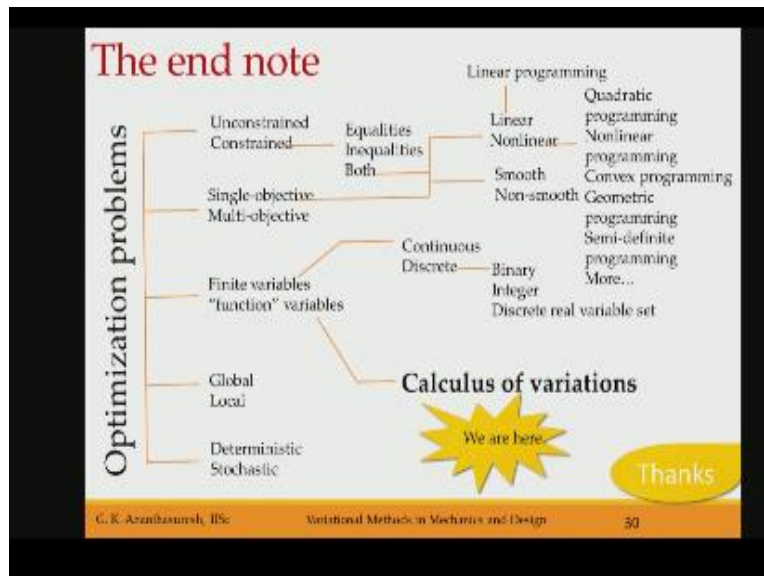 The end note
Optimization problems
Unconstrained
Constrained
Equalities
Inequalities
Both
Linear programming
Linear
Nonlinear
Quadratic
programming
Nonlinear
programming
Convex programming
Geometric
programming
Semi-definite
programming
More...
Smooth
Non-smooth
Single-objective
Multi-objective
Finite variables
"function" variables
Continuous
Discrete
Binary
Integer
Discrete real variable set
Calculus of variations
We are here
Global
Local
Deterministic
Stochastic
Thanks
G. K. Ananthasuresh, IISc
Variational Methods in Mechanics and Design
30